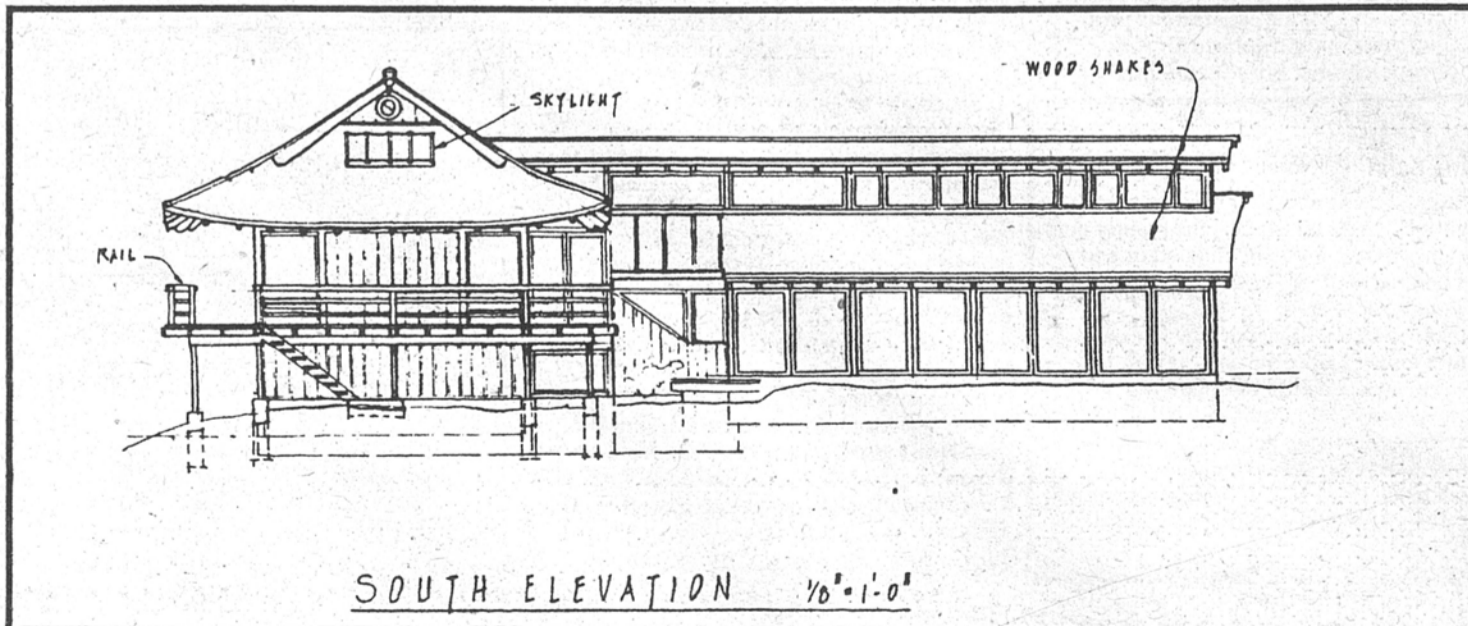 WOOD SHAKES
SKYLIGHT
RAIL
SOUTH ELEVATION 1/8" = 1'-0"